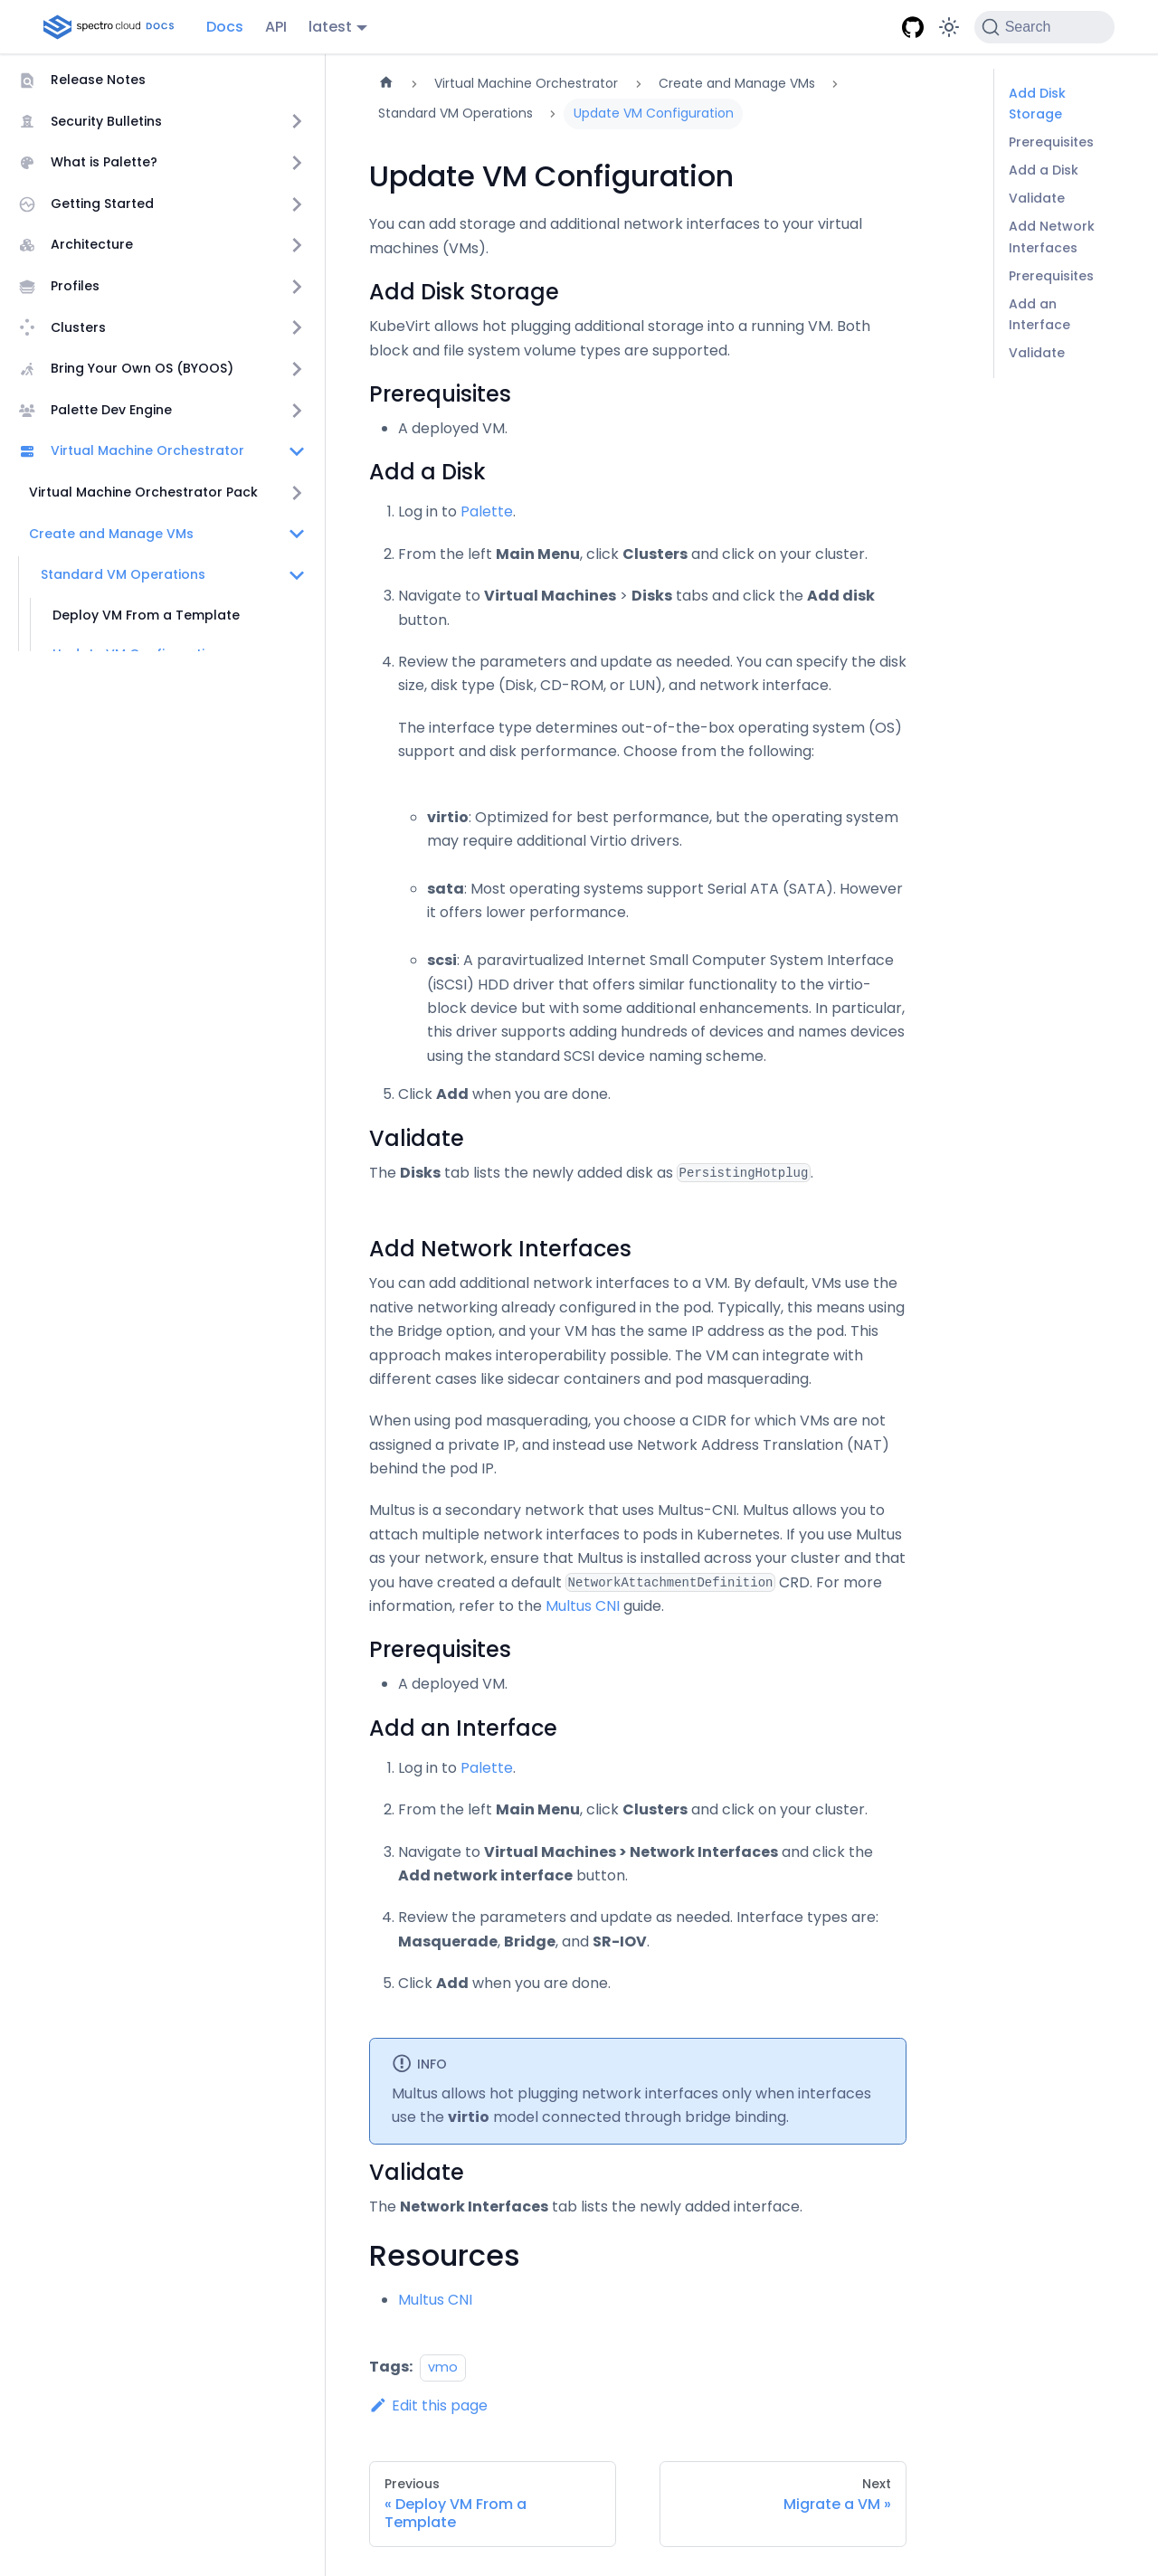 spectro cloud DOCS Docs API latest Search
Release Notes
Security Bulletins
What is Palette?
Getting Started
Architecture
Profiles
Clusters
Bring Your Own OS (BYOOS)
Palette Dev Engine
Virtual Machine Orchestrator
Virtual Machine Orchestrator Pack
Create and Manage VMs
Standard VM Operations
Deploy VM From a Template
Virtual Machine Orchestrator Create and Manage VMs
Standard VM Operations Update VM Configuration
Update VM Configuration
You can add storage and additional network interfaces to your virtual
machines (VMs).
Add Disk Storage
KubeVirt allows hot plugging additional storage into a running VM. Both
block and file system volume types are supported.
Prerequisites
A deployed VM.
Add a Disk
1. Log in to Palette.
2. From the left Main Menu, click Clusters and click on your cluster.
3. Navigate to Virtual Machines > Disks tabs and click the Add disk
button.
4. Review the parameters and update as needed. You can specify the disk
size, disk type (Disk, CD-ROM, or LUN), and network interface.
The interface type determines out-of-the-box operating system (OS)
support and disk performance. Choose from the following:
virtio: Optimized for best performance, but the operating system
may require additional Virtio drivers.
sata: Most operating systems support Serial ATA (SATA). However
it offers lower performance.
scsi: A paravirtualized Internet Small Computer System Interface
(iSCSI) HDD driver that offers similar functionality to the virtio-
block device but with some additional enhancements. In particular,
this driver supports adding hundreds of devices and names devices
using the standard SCSI device naming scheme.
5. Click Add when you are done.
Validate
The Disks tab lists the newly added disk as PersistingHotplug.
Add Network Interfaces
You can add additional network interfaces to a VM. By default, VMs use the
native networking already configured in the pod. Typically, this means using
the Bridge option, and your VM has the same IP address as the pod. This
approach makes interoperability possible. The VM can integrate with
different cases like sidecar containers and pod masquerading.
When using pod masquerading, you choose a CIDR for which VMs are not
assigned a private IP, and instead use Network Address Translation (NAT)
behind the pod IP.
Multus is a secondary network that uses Multus-CNI. Multus allows you to
attach multiple network interfaces to pods in Kubernetes. If you use Multus
as your network, ensure that Multus is installed across your cluster and that
you have created a default NetworkAttachmentDefinition CRD. For more
information, refer to the Multus CNI guide.
Prerequisites
A deployed VM.
Add an Interface
1. Log in to Palette.
2. From the left Main Menu, click Clusters and click on your cluster.
3. Navigate to Virtual Machines > Network Interfaces and click the
Add network interface button.
4. Review the parameters and update as needed. Interface types are:
Masquerade, Bridge, and SR-IOV.
5. Click Add when you are done.
INFO
Multus allows hot plugging network interfaces only when interfaces
use the virtio model connected through bridge binding.
Validate
The Network Interfaces tab lists the newly added interface.
Resources
Multus CNI
Tags: vmo
Edit this page
Previous
« Deploy VM From a
Template
Next
Migrate a VM »
Add Disk
Storage
Prerequisites
Add a Disk
Validate
Add Network
Interfaces
Prerequisites
Add an
Interface
Validate